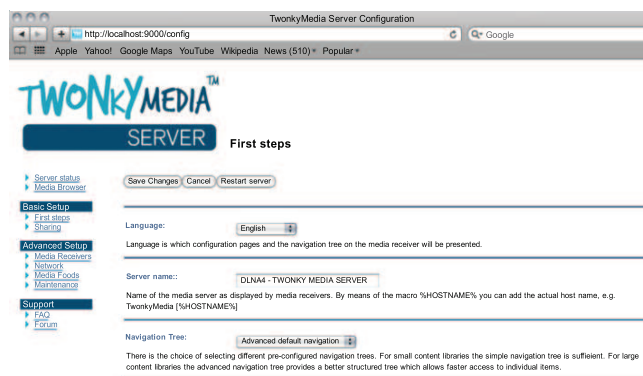 TwonkyMedia Server Configuration
http://localhost:9000/config
Google
Apple Yahoo! Google Maps YouTube Wikipedia News (510) Popular
TWONKYMEDIA TM
SERVER
First steps
Server status
Media Browser
Save Changes Cancel Restart server
Basic Setup
First steps
Sharing
Advanced Setup
Media Receivers
Network
Media Foods
Maintenance
Support
FAQ
Forum
Language: English
Language is which configuration pages and the navigation tree on the media receiver will be presented.
Server name:: DLNA4 - TWONKY MEDIA SERVER
Name of the media server as displayed by media receivers. By means of the macro %HOSTNAME% you can add the actual host name, e.g.
TwonkyMedia [%HOSTNAME%]
Navigation Tree: Advanced default navigation
There is the choice of selecting different pre-configured navigation trees. For small content libraries the simple navigation tree is suffieient. For large
content libraries the advanced navigation tree provides a better structured tree which allows faster access to individual items.